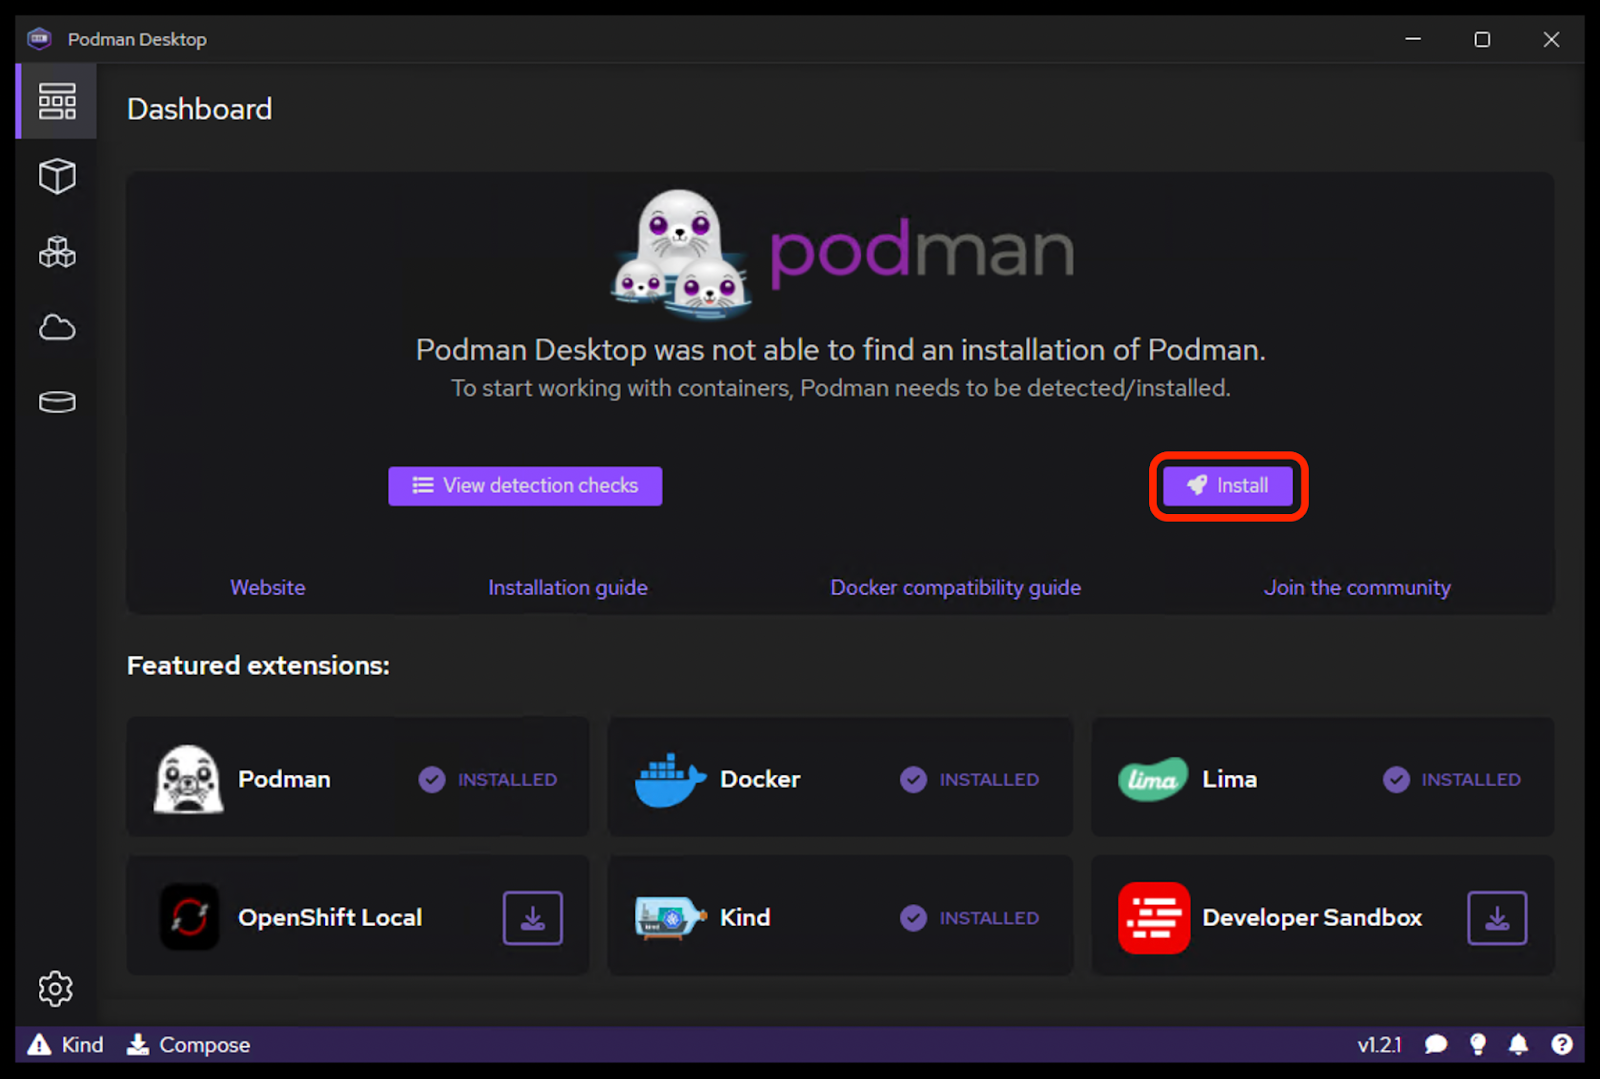 Podman Desktop
Dashboard
podman
Podman Desktop was not able to find an installation of Podman.
To start working with containers, Podman needs to be detected/installed.
View detection checks
Install
Website
Installation guide
Docker compatibility guide
Join the community
Featured extensions:
Podman
INSTALLED
Docker
INSTALLED
lima
Lima
INSTALLED
OpenShift Local
kind
Kind
INSTALLED
Developer Sandbox
Kind
Compose
v1.2.1